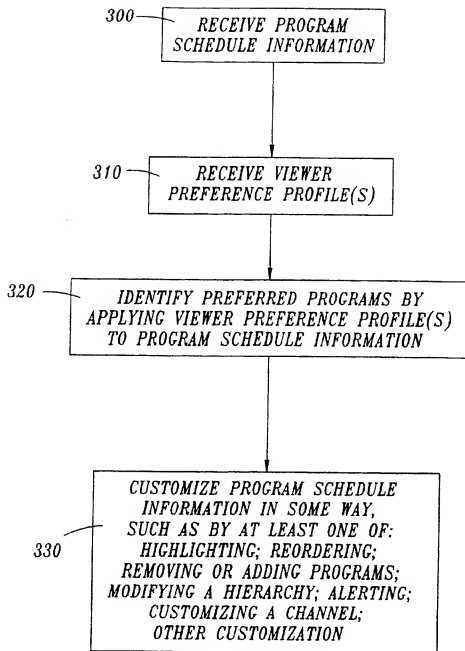 300
RECEIVE PROGRAM
SCHEDULE INFORMATION
310
RECEIVE VIEWER
PREFERENCE PROFILE(S)
320
IDENTIFY PREFERRED PROGRAMS BY
APPLYING VIEWER PREFERENCE PROFILE(S)
TO PROGRAM SCHEDULE INFORMATION
330
CUSTOMIZE PROGRAM SCHEDULE
INFORMATION IN SOME WAY,
SUCH AS BY AT LEAST ONE OF:
HIGHLIGHTING; REORDERING;
REMOVING OR ADDING PROGRAMS;
MODIFYING A HIERARCHY; ALERTING;
CUSTOMIZING A CHANNEL;
OTHER CUSTOMIZATION